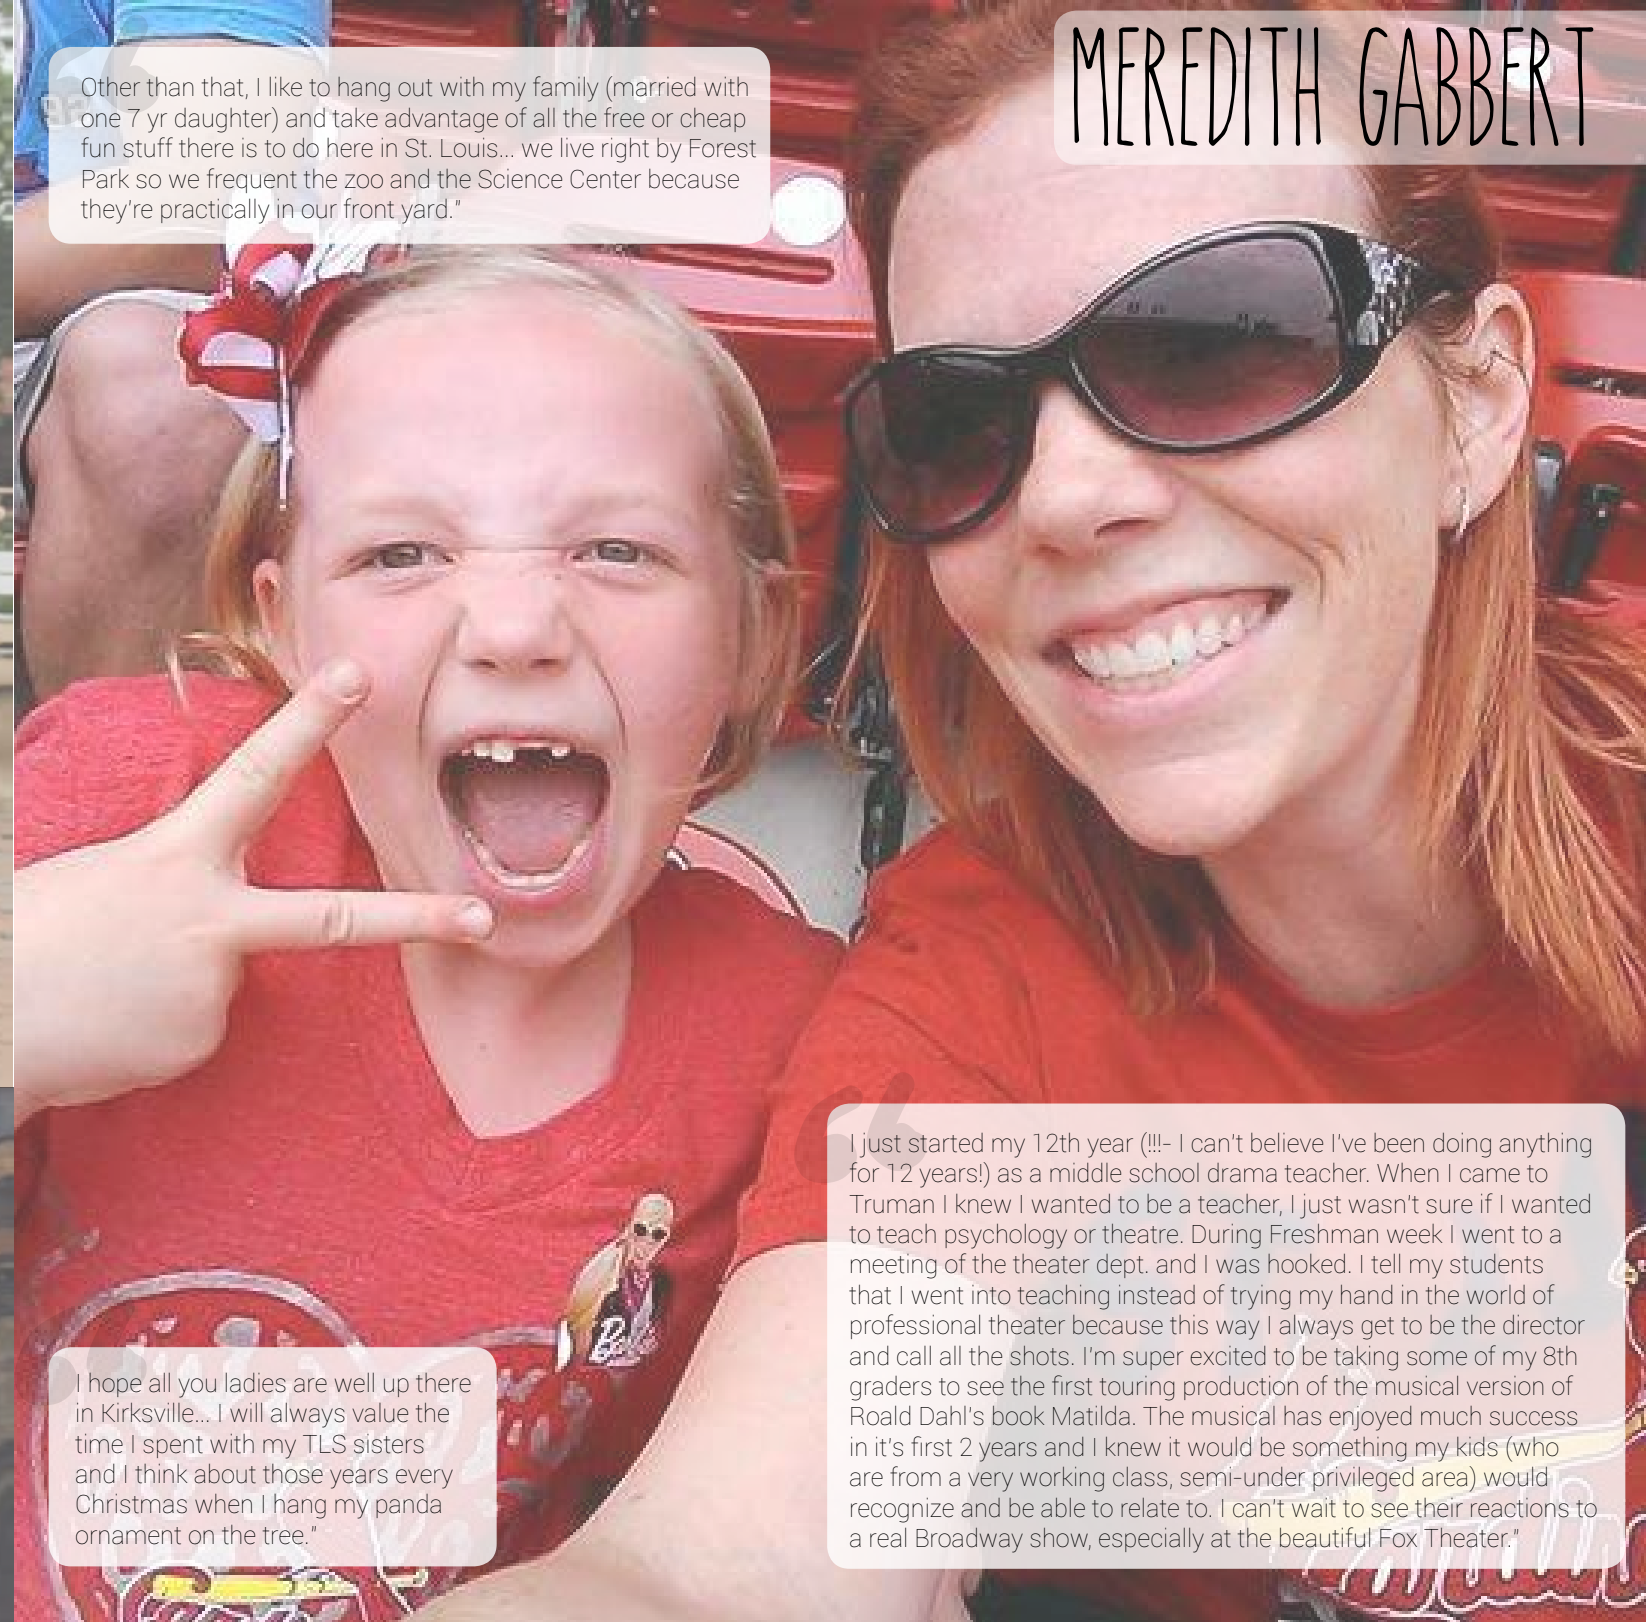 MEREDITH GABBERT
Other than that, I like to hang out with my family (married with
one 7 yr daughter) and take advantage of all the free or cheap
fun stuff there is to do here in St. Louis... we live right by Forest
Park so we frequent the zoo and the Science Center because
they're practically in our front yard."
“
I just started my 12th year (!!!- I can't believe I've been doing anything
for 12 years!) as a middle school drama teacher. When I came to
Truman I knew I wanted to be a teacher, I just wasn't sure if I wanted
to teach psychology or theatre. During Freshman week I went to a
meeting of the theater dept. and I was hooked. I tell my students
that I went into teaching instead of trying my hand in the world of
professional theater because this way I always get to be the director
and call all the shots. I'm super excited to be taking some of my 8th
graders to see the first touring production of the musical version of
Roald Dahl's book Matilda. The musical has enjoyed much success
in it's first 2 years and I knew it would be something my kids (who
are from a very working class, semi-under privileged area) would
recognize and be able to relate to. I can't wait to see their reactions to
a real Broadway show, especially at the beautiful Fox Theater."
I hope all you ladies are well up there
in Kirksville... I will always value the
time I spent with my TLS sisters
and I think about those years every
Christmas when I hang my panda
ornament on the tree."